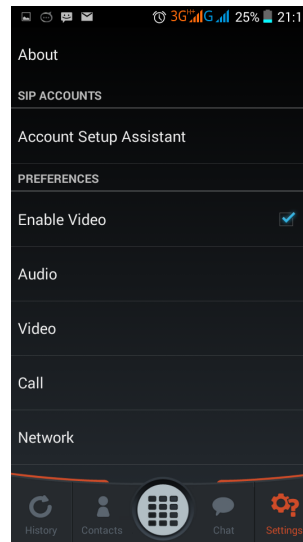 3G G 25% 21:1
About
SIP ACCOUNTS
Account Setup Assistant
PREFERENCES
Enable Video
Audio
Video
Call
Network
History Contacts Chat Settings